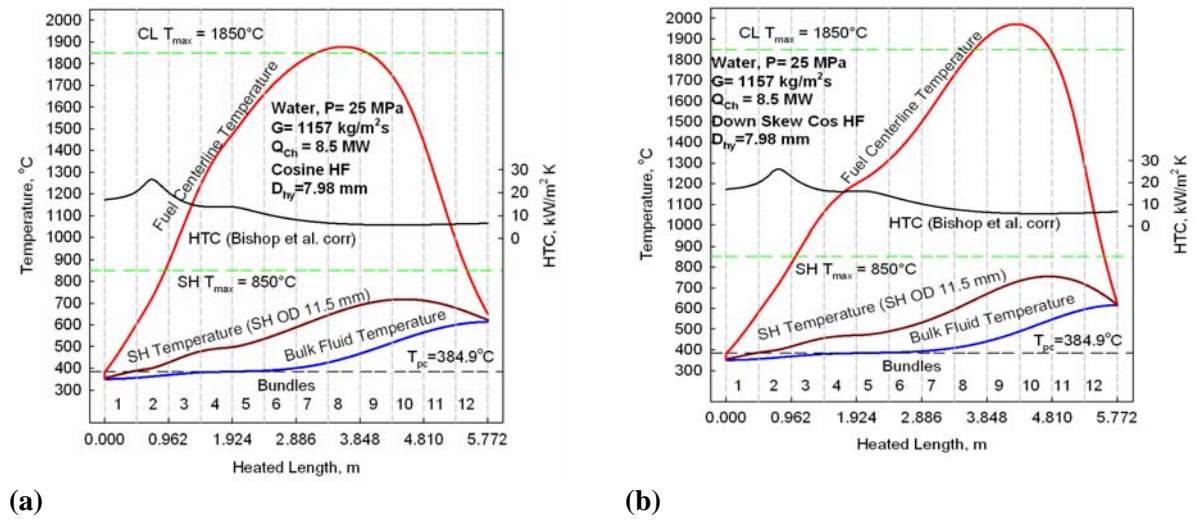 2000
1900
1800
1700
1600
1500
1400
1300
1200
1100
1000
900
800
700
600
500
400
300
Temperature, °C
CL Tmax = 1850°C
Fuel Centerline Temperature
Water, P= 25 MPa
G= 1157 kg/m²s
QCh = 8.5 MW
Cosine HF
Dhy=7.98 mm
HTC (Bishop et al. corr)
SH Tmax = 850°C
SH Temperature (SH OD 11.5 mm)
Bulk Fluid Temperature
Tpc=384.9°C
Bundles
1 2 3 4 5 6 7 8 9 10 11 12
0.000 0.962 1.924 2.886 3.848 4.810 5.772
Heated Length, m
30
20
10
0
HTC, kW/m² K
(a)
2000
1900
1800
1700
1600
1500
1400
1300
1200
1100
1000
900
800
700
600
500
400
300
Temperature, °C
CL Tmax = 1850°C
Water, P= 25 MPa
G= 1157 kg/m²s
QCh = 8.5 MW
Down Skew Cos HF
Dhy=7.98 mm
Fuel Centerline Temperature
HTC (Bishop et al. corr)
SH Tmax = 850°C
SH Temperature (SH OD 11.5 mm)
Bulk Fluid Temperature
Tpc=384.9°C
Bundles
1 2 3 4 5 6 7 8 9 10 11 12
0.000 0.962 1.924 2.886 3.848 4.810 5.772
Heated Length, m
30
20
10
0
HTC, kW/m² K
(b)